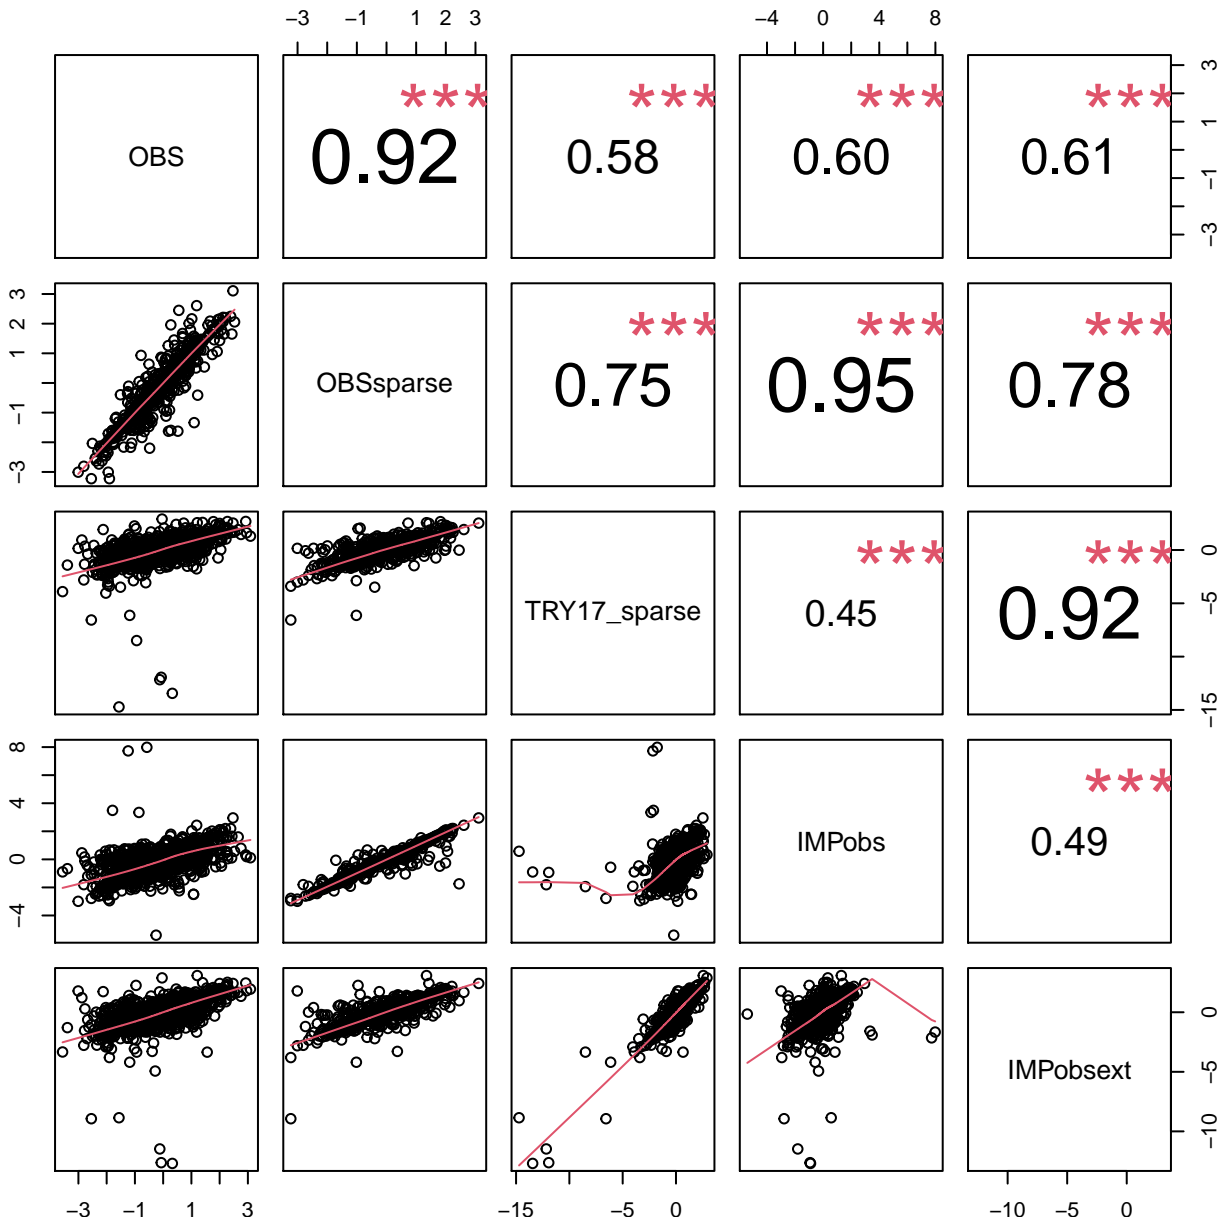 −3 −1 1 2 3 −4 0 4 8
OBS 0.92 *** 0.58 *** 0.60 *** 0.61 *** −3 −1 1 3
−3 −1 1 2 3 OBSsparse 0.75 *** 0.95 *** 0.78 ***
TRY17_sparse 0.45 *** 0.92 *** −15 −5 0
−4 0 4 8 IMPobs 0.49 ***
IMPobsext −10 −5 0
−3 −1 1 3 −15 −5 0 −10 −5 0